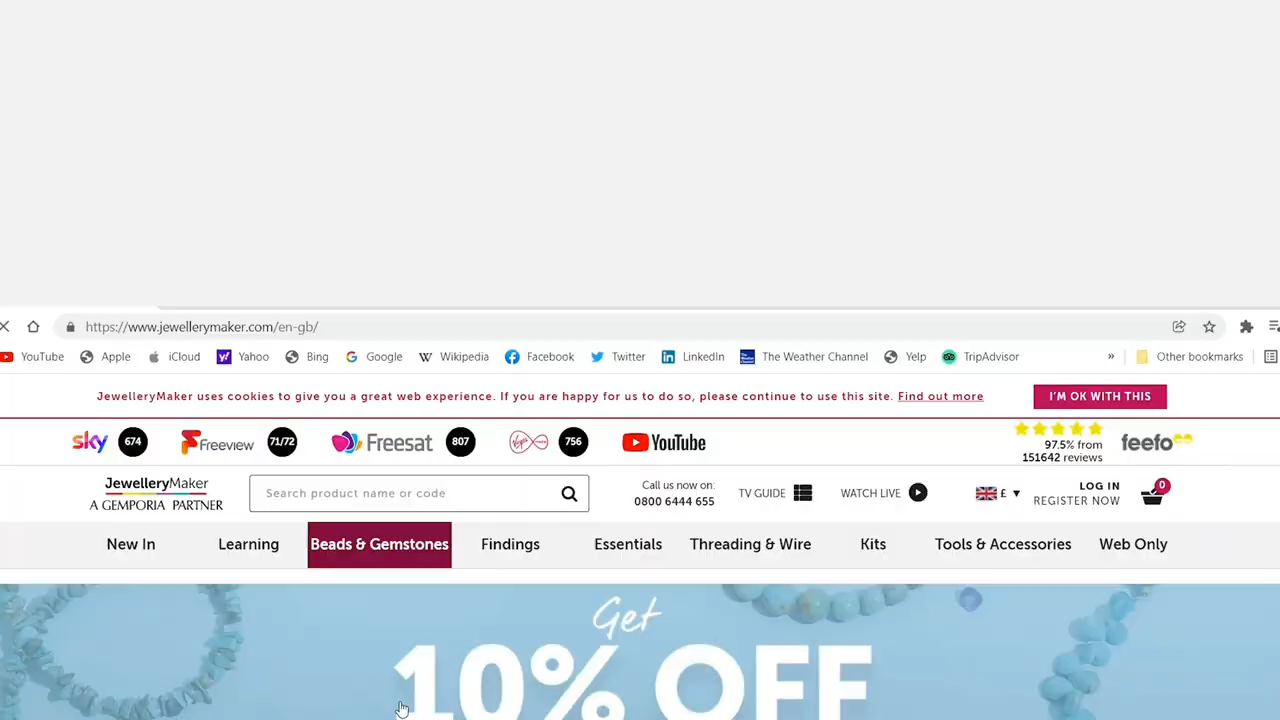 https://www.jewellerymaker.com/en-gb/
YouTube Apple iCloud Yahoo Bing Google Wikipedia Facebook Twitter LinkedIn The Weather Channel Yelp TripAdvisor » Other bookmarks
JewelleryMaker uses cookies to give you a great web experience. If you are happy for us to do so, please continue to use this site. Find out more I'M OK WITH THIS
sky 674 Freeview 71/72 freesat 807 Virgin media 756 YouTube
97.5% from
151642 reviews
feefo
JewelleryMaker
A GEMPORIA PARTNER
Search product name or code
Call us now on:
0800 6444 655
TV GUIDE
WATCH LIVE
£
LOG IN
REGISTER NOW
0
New In Learning Beads & Gemstones Findings Essentials Threading & Wire Kits Tools & Accessories Web Only
Get
10% OFF